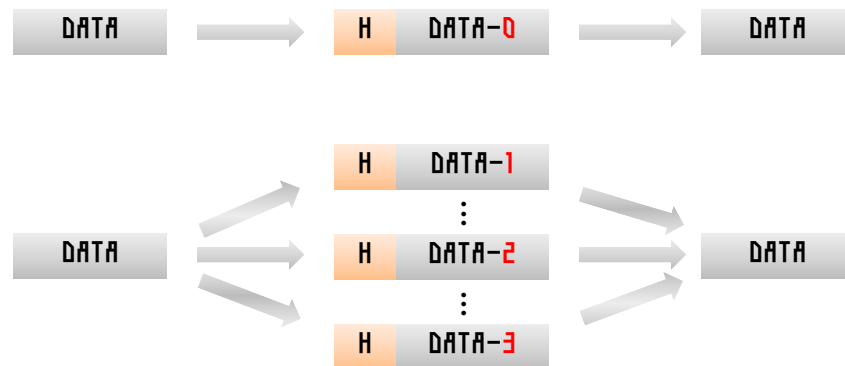 DATA H DATA-0 DATA
H DATA-1
DATA H DATA-2 DATA
H DATA-3